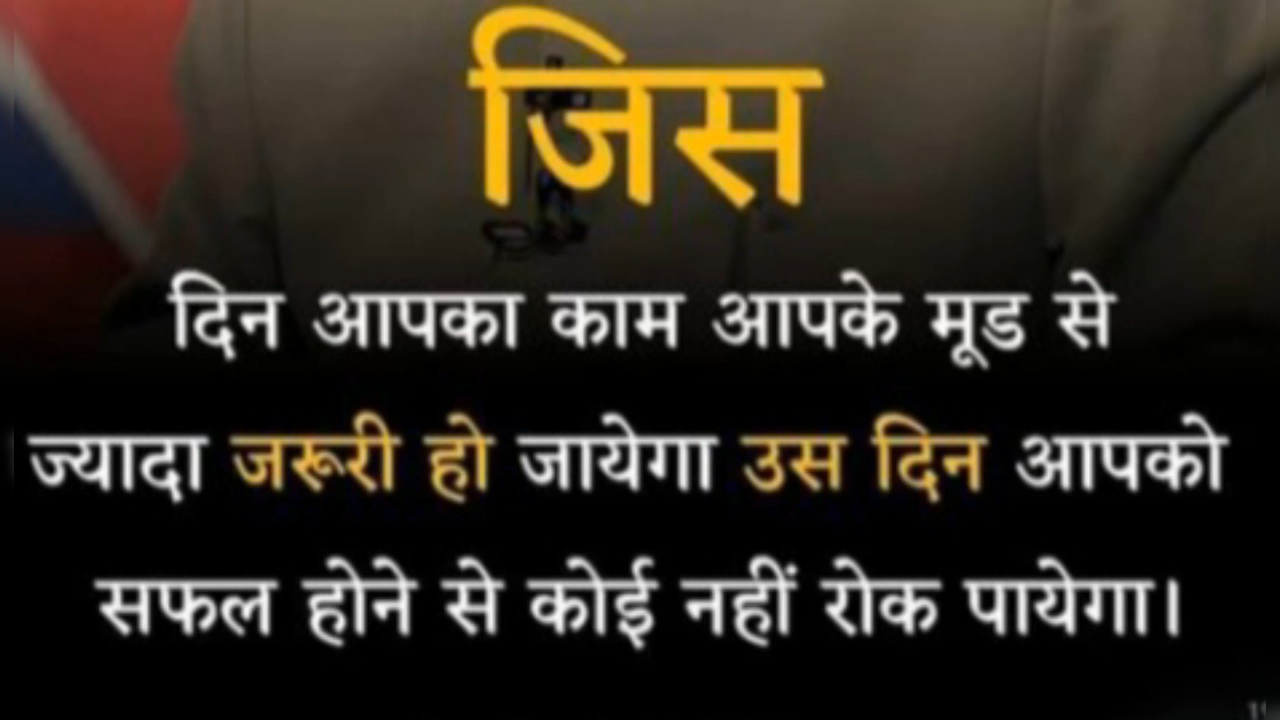 जिस
दिन आपका काम आपके मूड से
ज्यादा जरूरी हो जायेगा उस दिन आपको
सफल होने से कोई नहीं रोक पायेगा।